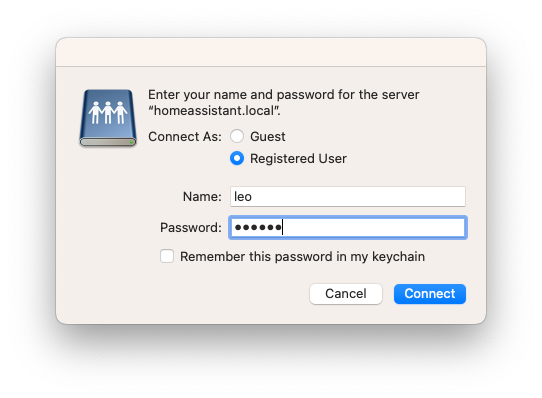 Enter your name and password for the server
“homeassistant.local”.
Connect As: Guest
Registered User
Name: leo
Password: ••••••
Remember this password in my keychain
Cancel Connect